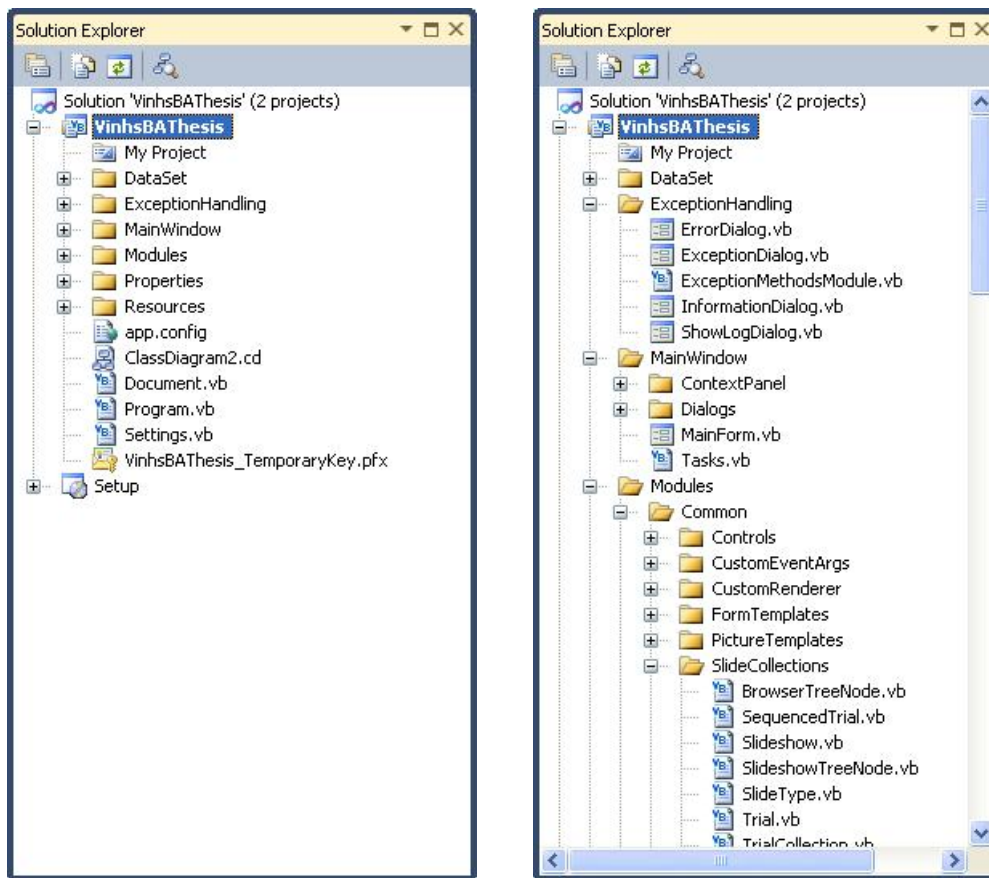 Solution Explorer
Solution 'VinhsBAThesis' (2 projects)
VinhsBAThesis
My Project
DataSet
ExceptionHandling
MainWindow
Modules
Properties
Resources
app.config
ClassDiagram2.cd
Document.vb
Program.vb
Settings.vb
VinhsBAThesis_TemporaryKey.pfx
Setup
Solution Explorer
Solution 'VinhsBAThesis' (2 projects)
VinhsBAThesis
My Project
DataSet
ExceptionHandling
ErrorDialog.vb
ExceptionDialog.vb
ExceptionMethodsModule.vb
InformationDialog.vb
ShowLogDialog.vb
MainWindow
ContextPanel
Dialogs
MainForm.vb
Tasks.vb
Modules
Common
Controls
CustomEventArgs
CustomRenderer
FormTemplates
PictureTemplates
SlideCollections
BrowserTreeNode.vb
SequencedTrial.vb
Slideshow.vb
SlideshowTreeNode.vb
SlideType.vb
Trial.vb
TrialCollection.vb